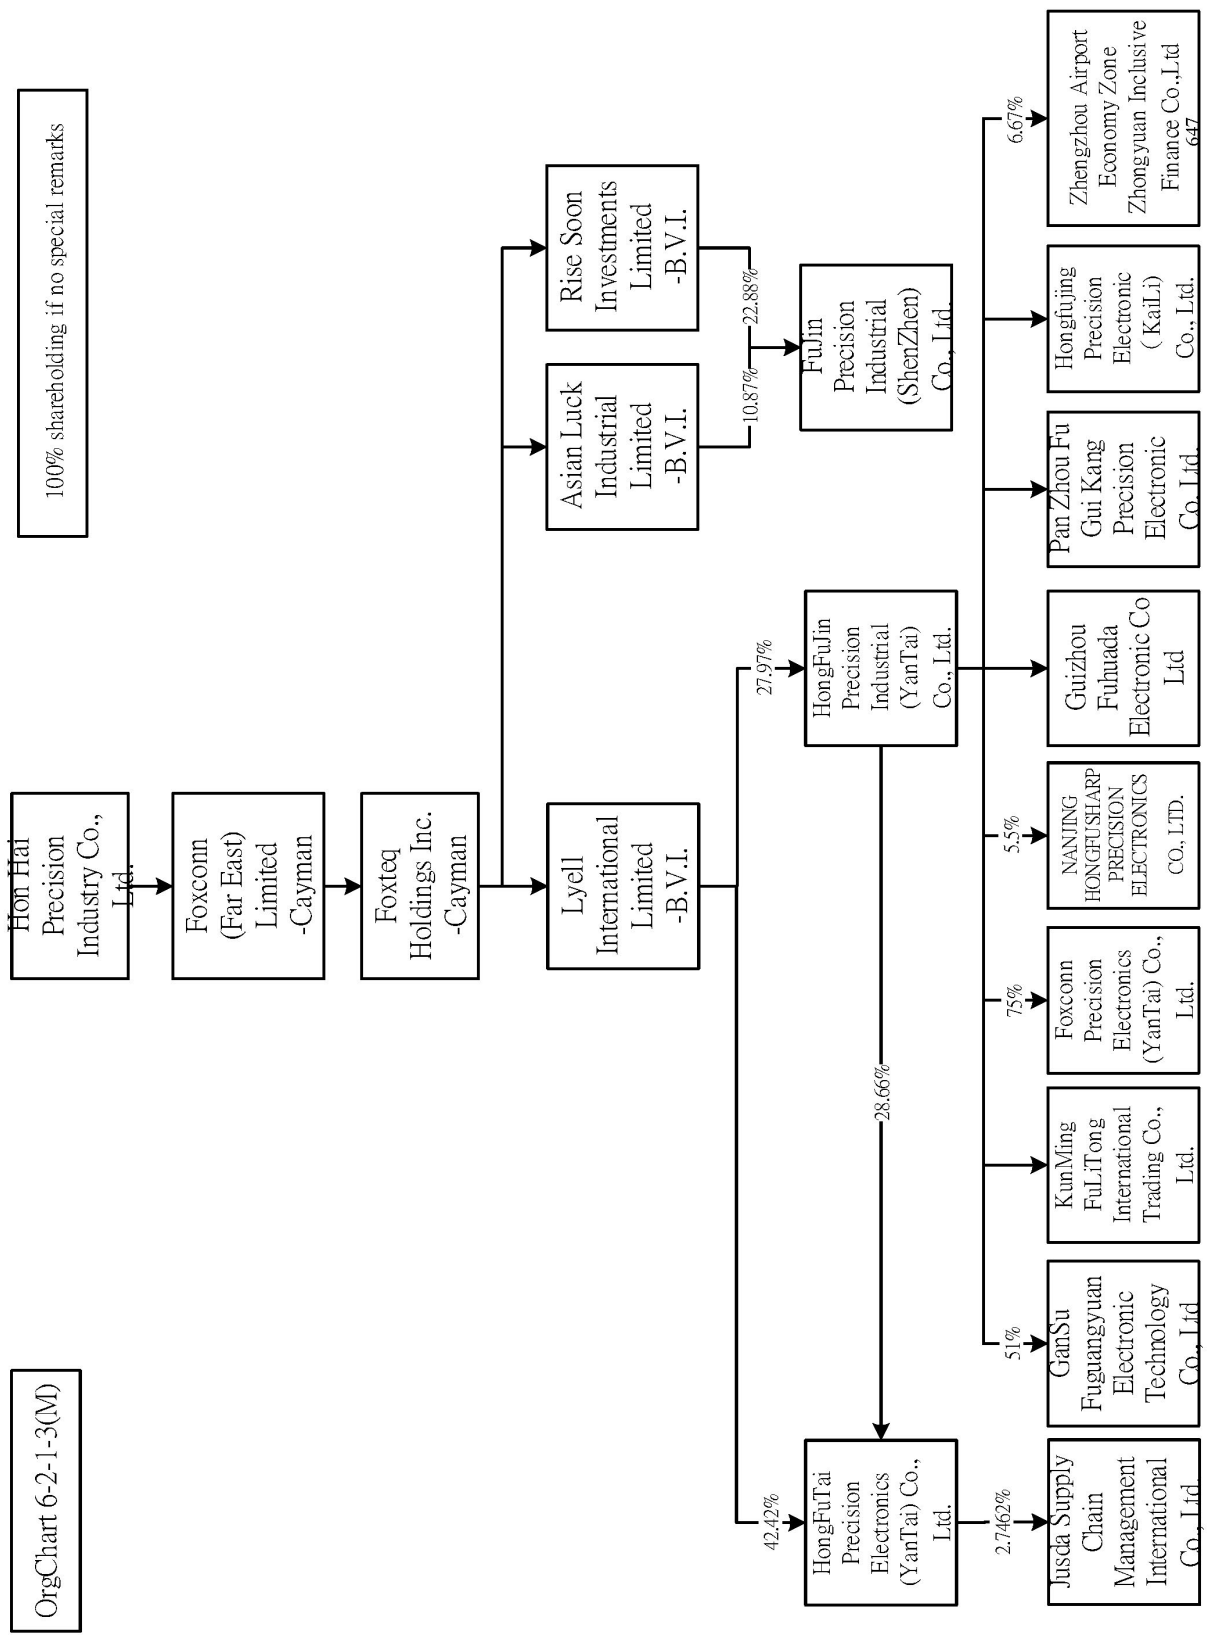 OrgChart 6-2-1-3(M)
100% shareholding if no special remarks
Hon Hai
Precision
Industry Co.,
Ltd.
Foxconn
(Far East)
Limited
-Cayman
Foxteq
Holdings Inc.
-Cayman
Lyell
International
Limited
-B.V.I.
Asian Luck
Industrial
Limited
-B.V.I.
Rise Soon
Investments
Limited
-B.V.I.
10.87%
22.88%
FuJin
Precision
Industrial
(ShenZhen)
Co., Ltd.
42.42%
27.97%
HongFuTai
Precision
Electronics
(YanTai) Co.,
Ltd.
28.66%
HongFuJin
Precision
Industrial
(YanTai)
Co., Ltd.
2.7462%
51%
75%
5.5%
6.67%
Jusda Supply
Chain
Management
International
Co., Ltd.
GanSu
Fuguangyuan
Electronic
Technology
Co., Ltd
KunMing
FuLiTong
International
Trading Co.,
Ltd.
Foxconn
Precision
Electronics
(YanTai) Co.,
Ltd.
NANJING
HONGFUSHARP
PRECISION
ELECTRONICS
CO., LTD.
Guizhou
Fuhuada
Electronic Co
Ltd
Pan Zhou Fu
Gui Kang
Precision
Electronic
Co. Ltd.
Hongfujing
Precision
Electronic
（KaiLi)
Co., Ltd.
Zhengzhou Airport
Economy Zone
Zhongyuan Inclusive
Finance Co.,Ltd
647